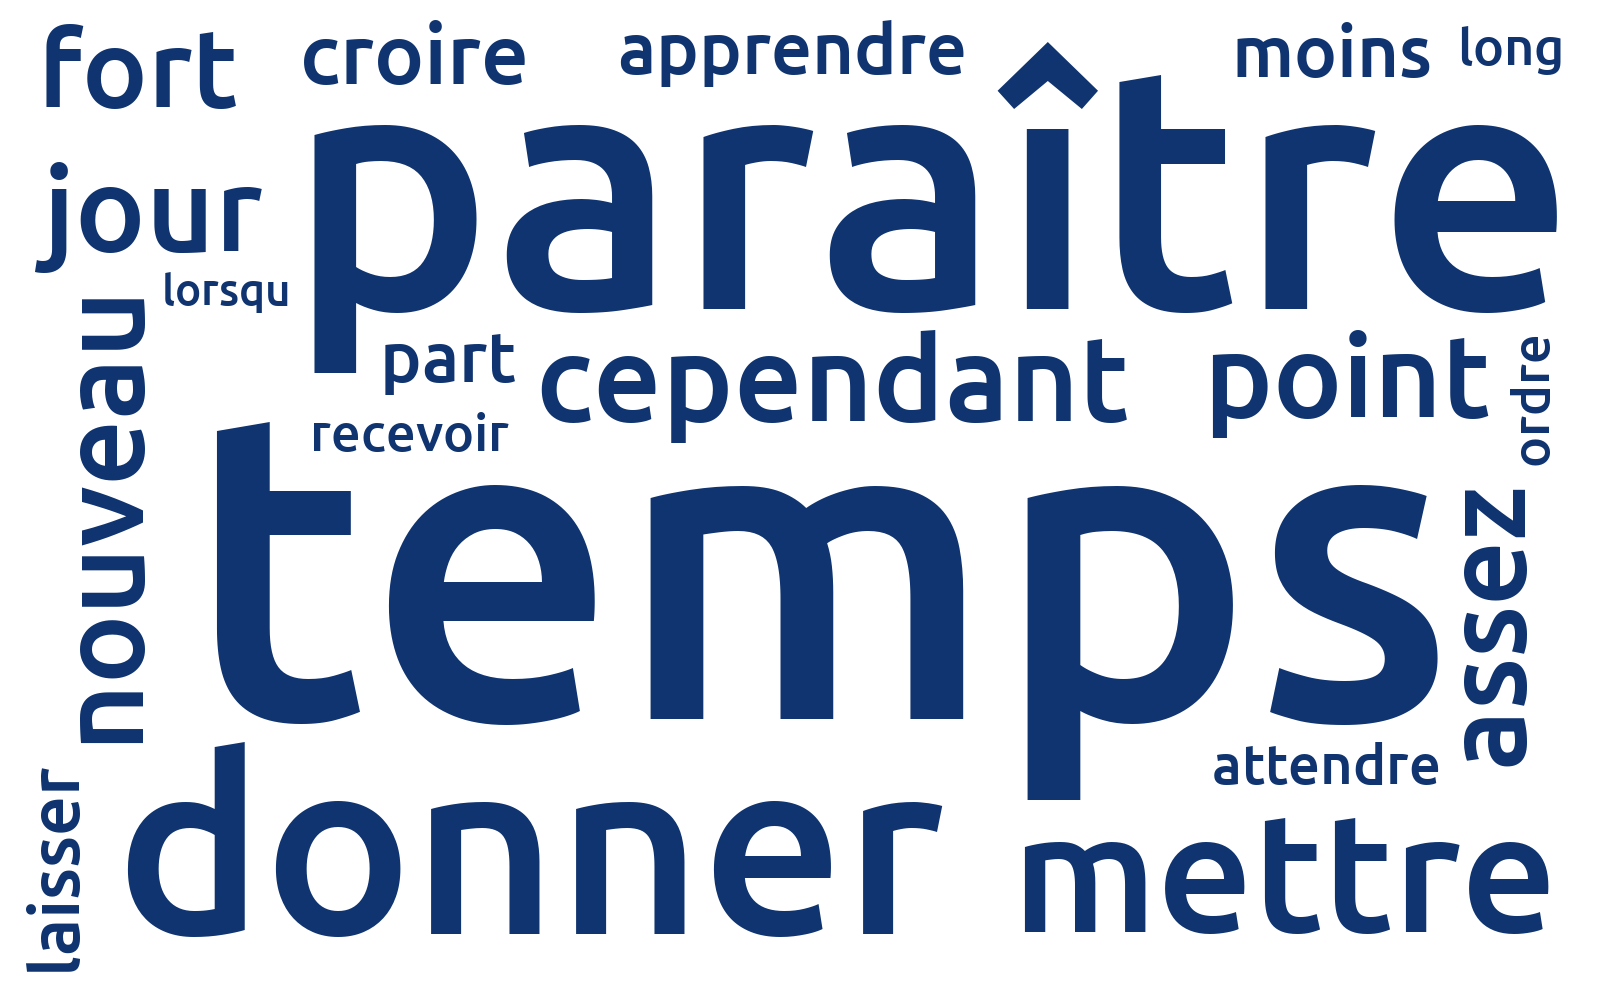 fort
croire
apprendre
moins
long
paraître
jour
lorsqu
nouveau
part
cependant
point
ordre
recevoir
temps
assez
attendre
laisser
donner
mettre